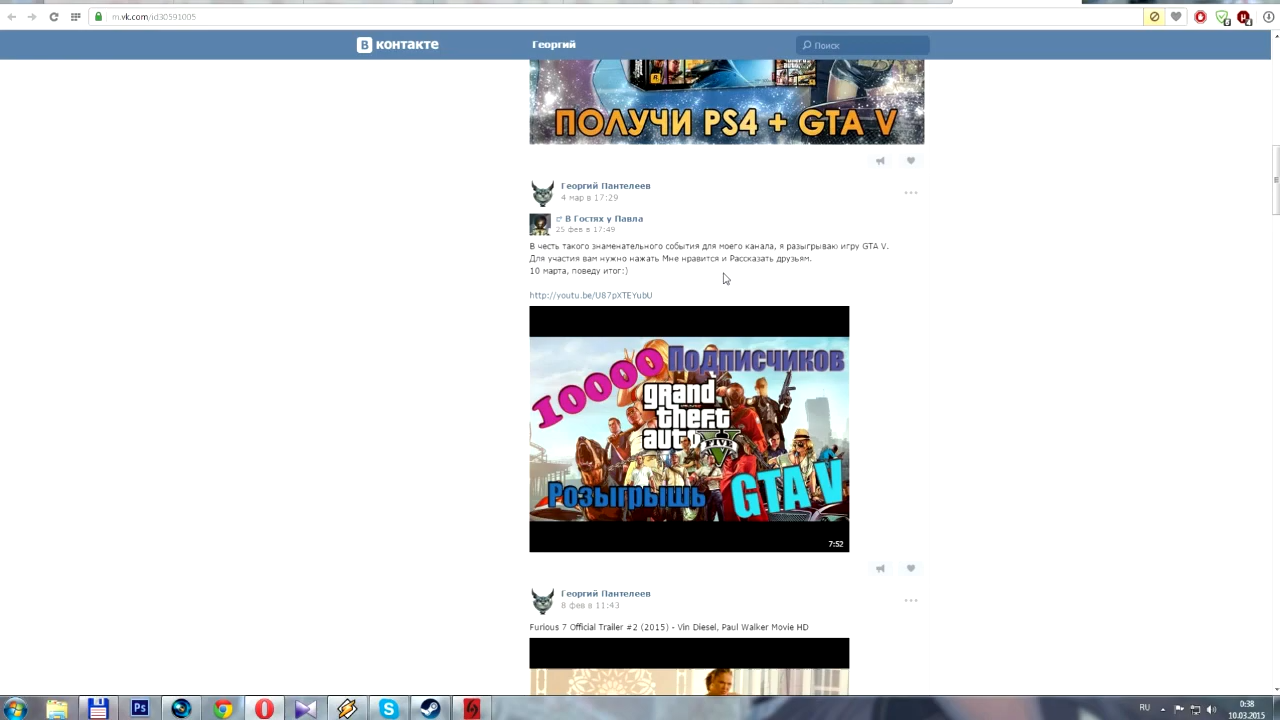 m.vk.com/id30591005
В контакте
Георгий
Поиск
ПОЛУЧИ PS4 + GTA V
Георгий Пантелеев
4 мар в 17:29
В Гостях у Павла
25 фев в 17:49
В честь такого знаменательного события для моего канала, я разыгрываю игру GTA V.
Для участия вам нужно нажать Мне нравится и Рассказать друзьям.
10 марта, поведу итог:)
http://youtu.be/U87pXTEYubU
10000 Подписчиков
grand
theft
auto
FIVE
Розыгрышь
GTA V
7:52
Георгий Пантелеев
8 фев в 11:43
Furious 7 Official Trailer #2 (2015) - Vin Diesel, Paul Walker Movie HD
RU
0:38
10.03.2015